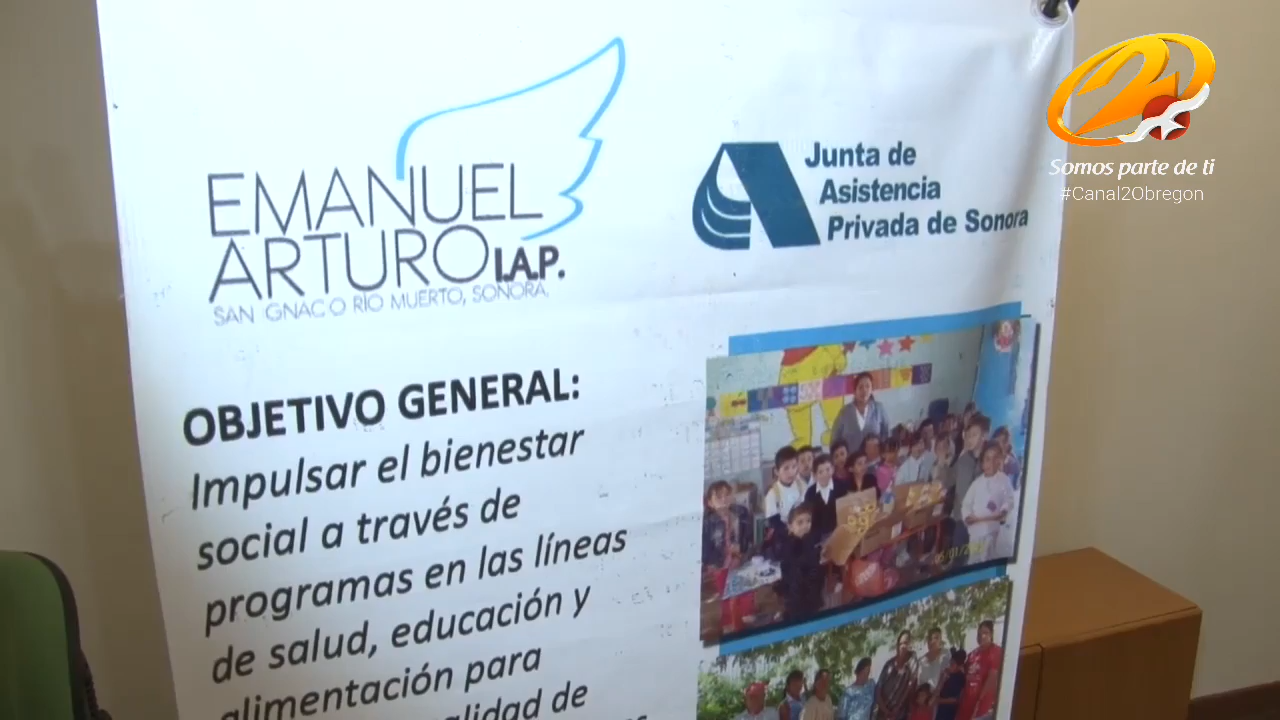 EMANUEL
ARTURO I.A.P.
SAN IGNACIO RÍO MUERTO, SONORA.
Junta de
Asistencia
Privada de Sonora
Somos parte de ti
#Canal2Obregon
OBJETIVO GENERAL:
Impulsar el bienestar
social a través de
programas en las líneas
de salud, educación y
alimentación para